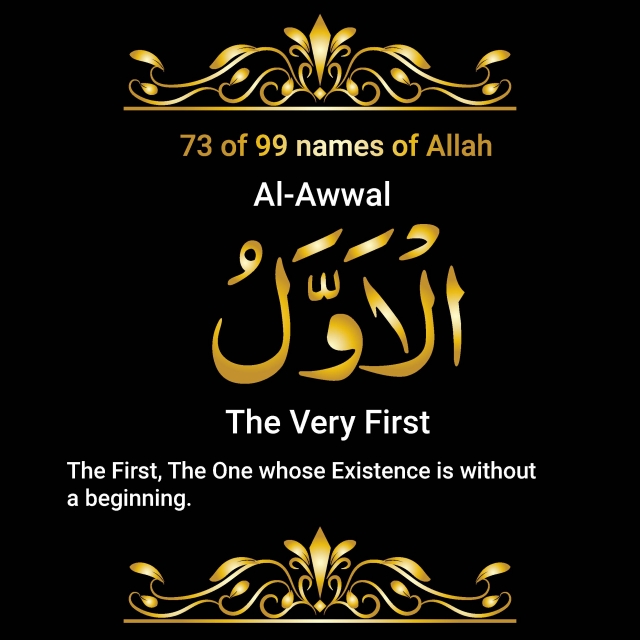 73 of 99 names of Allah
Al-Awwal
الْاَوَّلُ
The Very First
The First, The One whose Existence is without
a beginning.